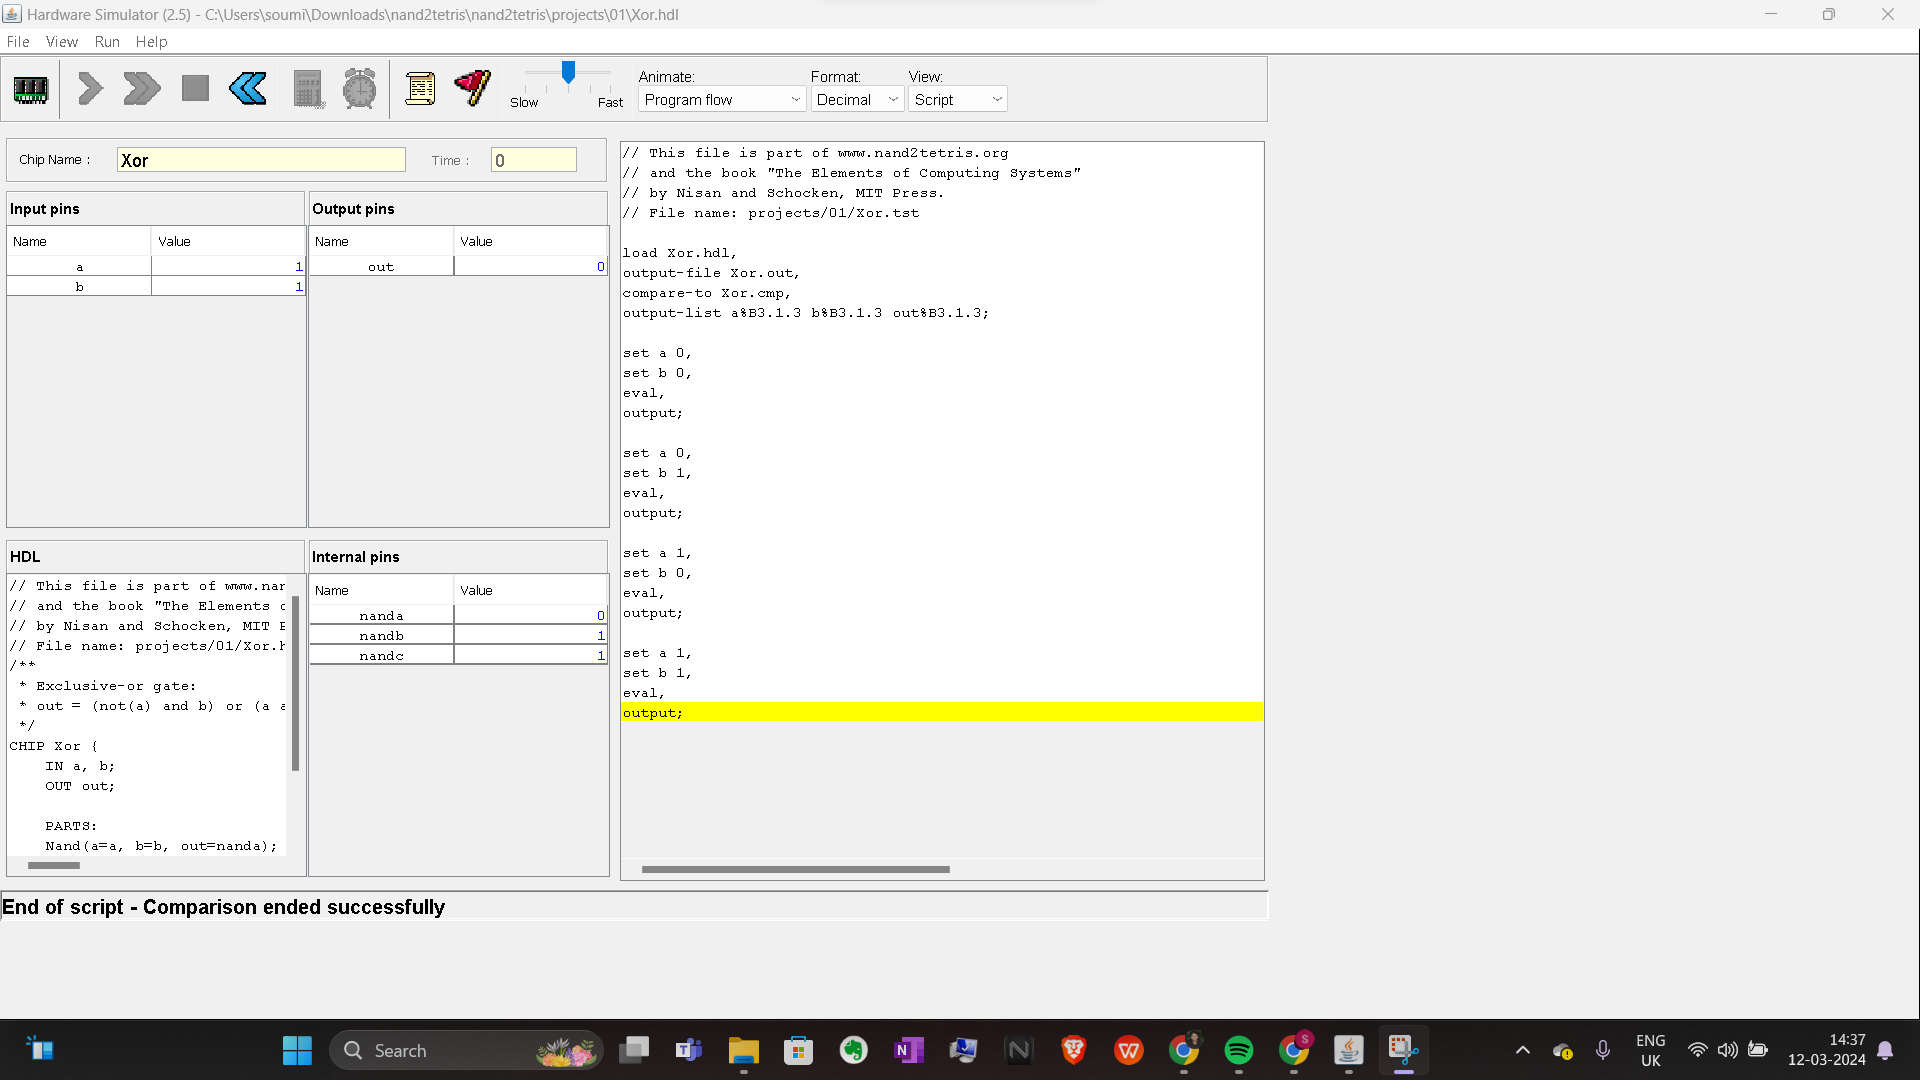 Hardware Simulator (2.5) - C:\Users\soumi\Downloads\nand2tetris\nand2tetris\projects\01\Xor.hdl
File View Run Help
Slow Fast
Animate: Format: View:
Program flow Decimal Script
Chip Name : Xor Time : 0
Input pins
Name Value
a 1
b 1
Output pins
Name Value
out 0
HDL
// This file is part of www.nan
// and the book "The Elements o
// by Nisan and Schocken, MIT P
// File name: projects/01/Xor.h
/**
* Exclusive-or gate:
* out = (not(a) and b) or (a a
*/
CHIP Xor {
IN a, b;
OUT out;
PARTS:
Nand(a=a, b=b, out=nanda);
Internal pins
Name Value
nanda 0
nandb 1
nandc 1
// This file is part of www.nand2tetris.org
// and the book "The Elements of Computing Systems"
// by Nisan and Schocken, MIT Press.
// File name: projects/01/Xor.tst
load Xor.hdl,
output-file Xor.out,
compare-to Xor.cmp,
output-list a%B3.1.3 b%B3.1.3 out%B3.1.3;
set a 0,
set b 0,
eval,
output;
set a 0,
set b 1,
eval,
output;
set a 1,
set b 0,
eval,
output;
set a 1,
set b 1,
eval,
output;
End of script - Comparison ended successfully
Search
ENG
UK
14:37
12-03-2024